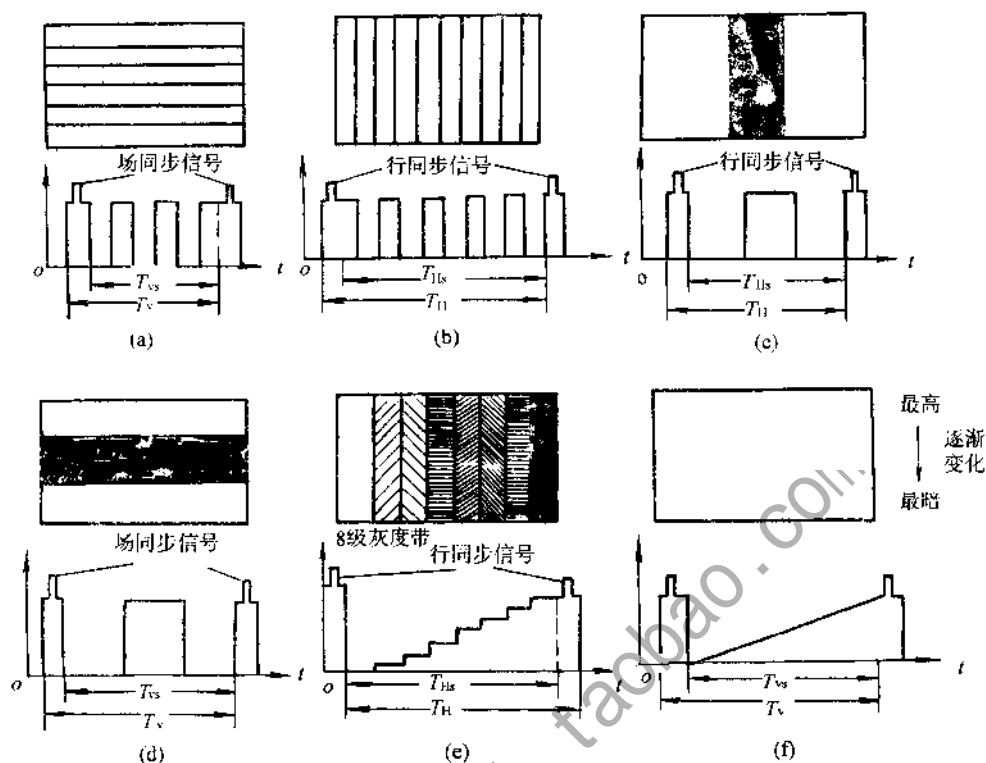 场同步信号
行同步信号
行同步信号
o
t
o
t
o
t
T_vs
T_Hs
T_Hs
T_v
T_H
T_H
(a)
(b)
(c)
最高
逐渐
变化
最暗
8级灰度带
场同步信号
行同步信号
o
t
o
t
o
t
T_vs
T_Hs
T_vs
T_v
T_H
T_v
(d)
(e)
(f)
taobao.com